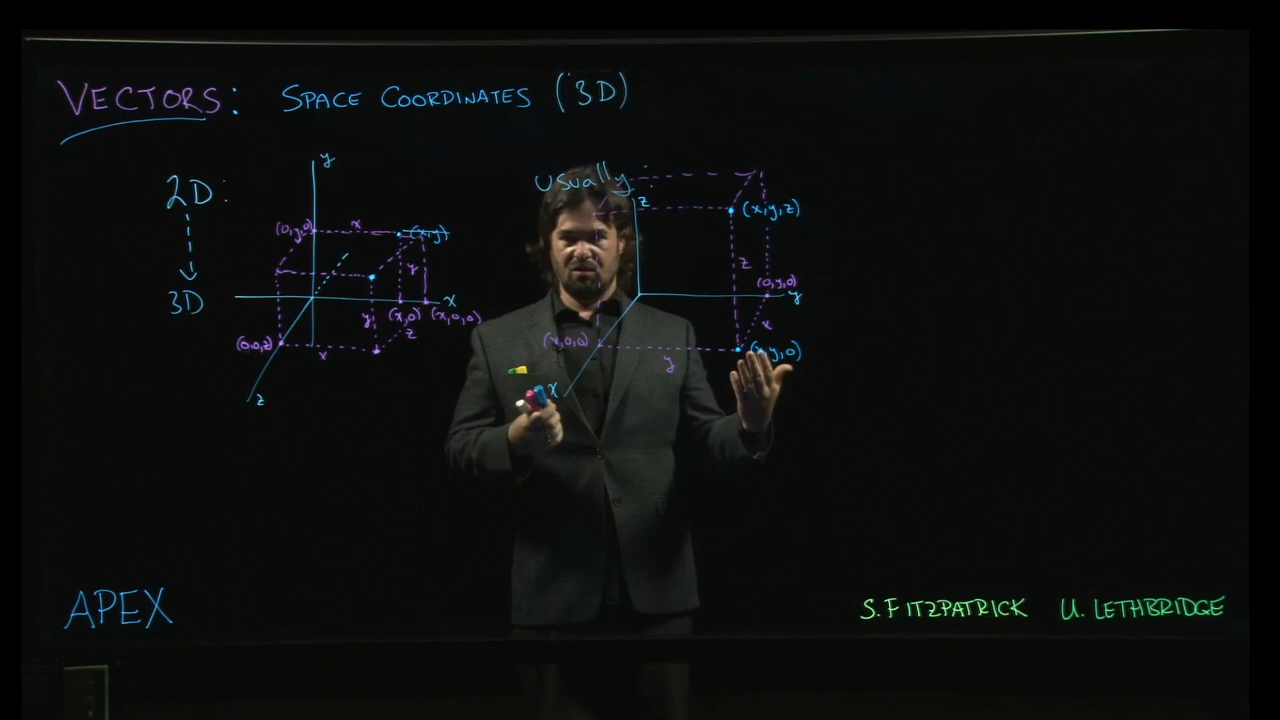 VECTORS: SPACE COORDINATES (3D)
2D:
3D
y
(0,y,0)
x
(x,y)
y
x
(x,0)
(x,0,0)
y
z
(0,0,z)
x
z
usually:
z
(x,y,z)
z
(0,y,0)
y
x
(x,0,0)
y
(x,y,0)
x
APEX
S. FITZPATRICK U. LETHBRIDGE